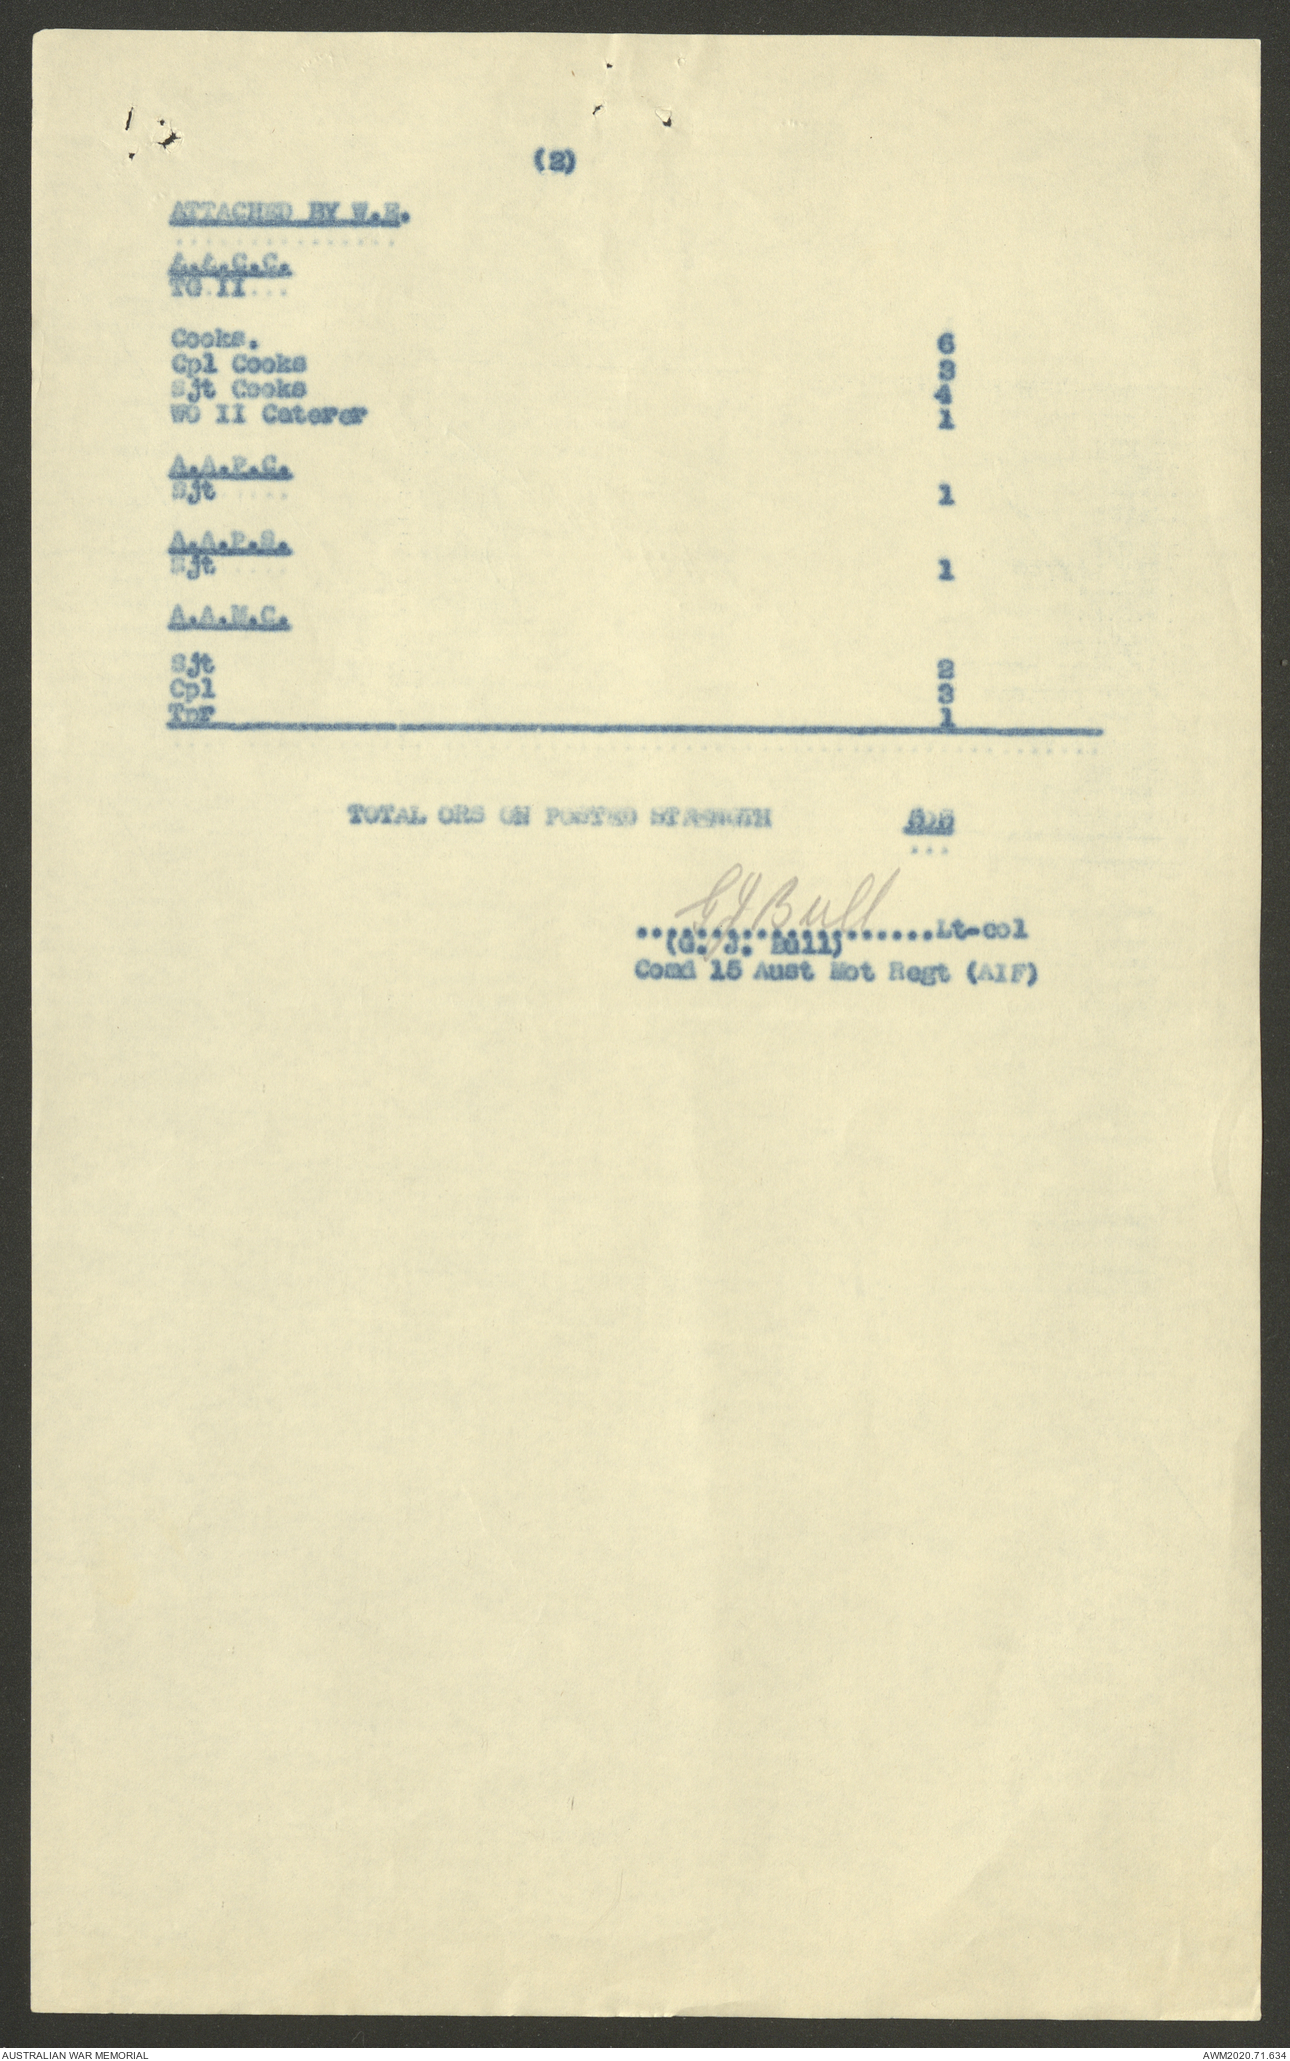 (2)
ATTACHED BY W.E.
A.A.C.C.
TG II
Cooks. 6
Cpl Cooks 3
Sjt Cooks 4
WO II Caterer 1
A.A.P.C.
Sjt 1
A.A.P.S.
Sjt 1
A.A.M.C.
Sjt 2
Cpl 3
Tpr 1
TOTAL ORS ON POSTED STRENGTH
GJBull
......................Lt-col
(G. J. Bull)
Comd 15 Aust Mot Regt (AIF)
AUSTRALIAN WAR MEMORIAL
AWM2020.71.634